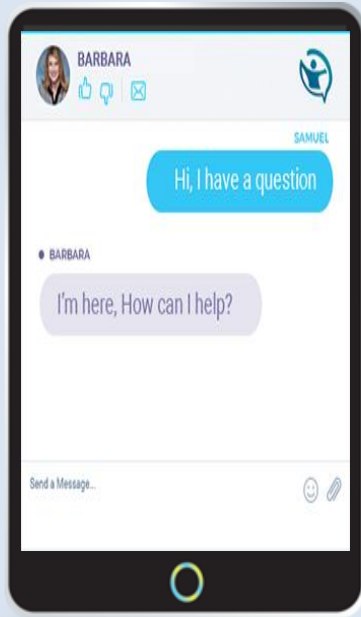 BARBARA
SAMUEL
Hi, I have a question
BARBARA
I'm here, How can I help?
Send a Message...